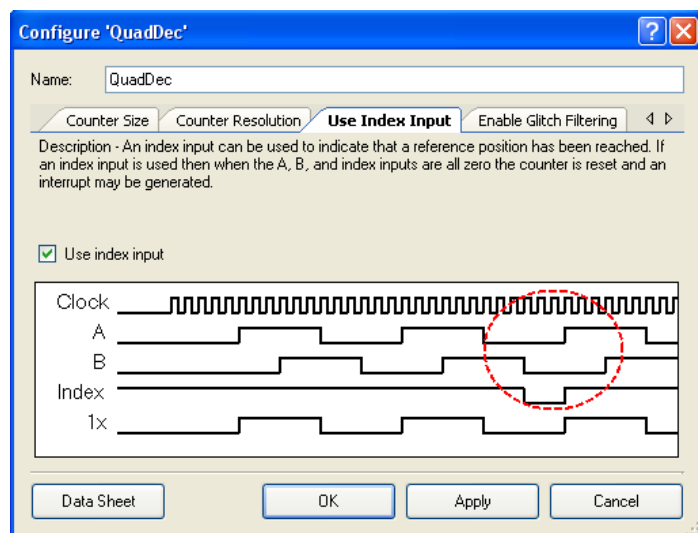 Configure 'QuadDec'
Name: QuadDec
Counter Size Counter Resolution Use Index Input Enable Glitch Filtering
Description - An index input can be used to indicate that a reference position has been reached. If
an index input is used then when the A, B, and index inputs are all zero the counter is reset and an
interrupt may be generated.
Use index input
Clock
A
B
Index
1x
Data Sheet OK Apply Cancel